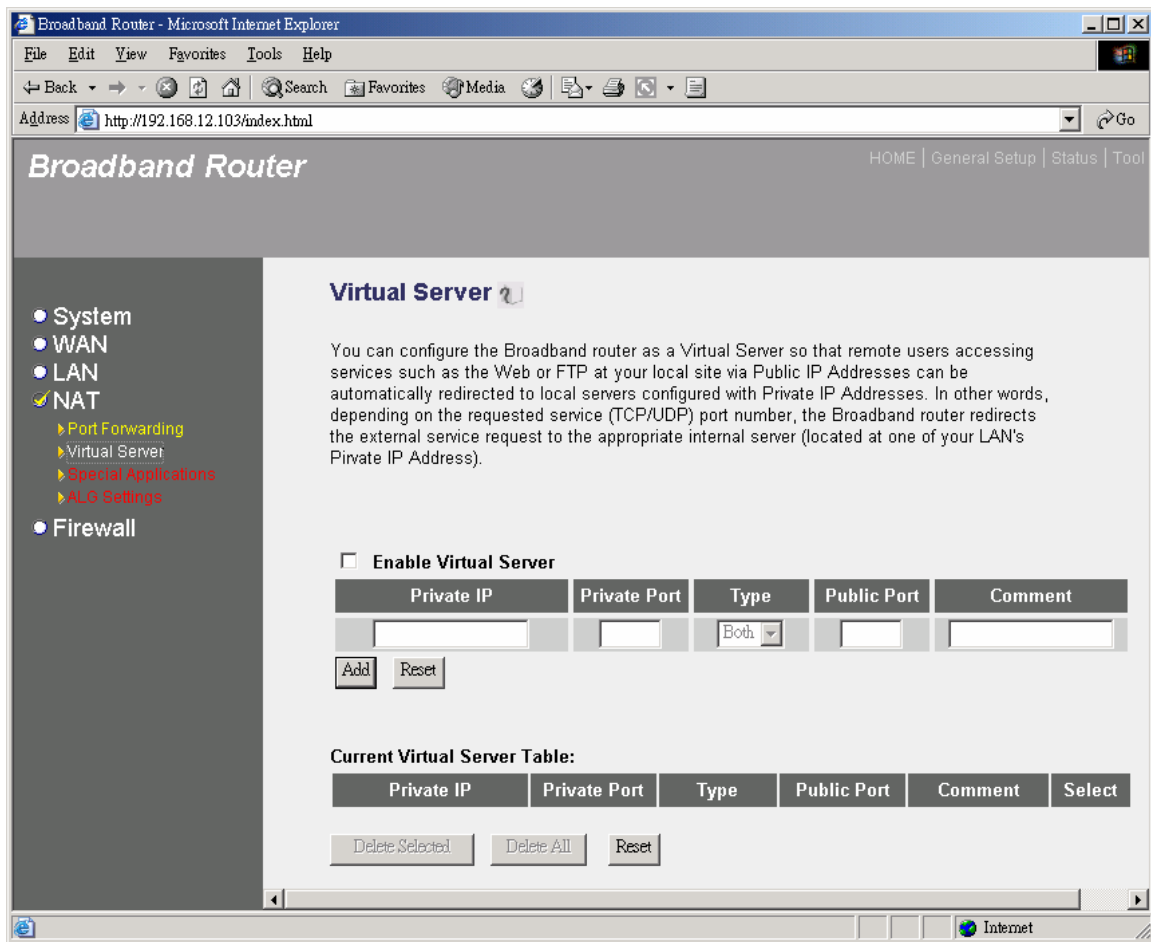 Broadband Router - Microsoft Internet Explorer
File Edit View Favorites Tools Help
Back Search Favorites Media
Address http://192.168.12.103/index.html Go
Broadband Router
HOME | General Setup | Status | Tool
System
WAN
LAN
NAT
Port Forwarding
Virtual Server
Special Applications
ALG Settings
Firewall
Virtual Server
You can configure the Broadband router as a Virtual Server so that remote users accessing
services such as the Web or FTP at your local site via Public IP Addresses can be
automatically redirected to local servers configured with Private IP Addresses. In other words,
depending on the requested service (TCP/UDP) port number, the Broadband router redirects
the external service request to the appropriate internal server (located at one of your LAN's
Pirvate IP Address).
Enable Virtual Server
Private IP Private Port Type Public Port Comment
Both
Add Reset
Current Virtual Server Table:
Private IP Private Port Type Public Port Comment Select
Delete Selected Delete All Reset
Internet